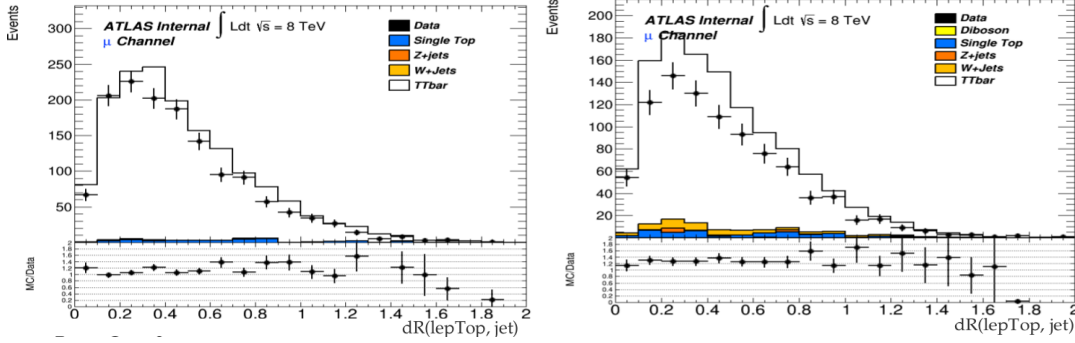 ATLAS Internal ∫ Ldt √s = 8 TeV
μ Channel
Data
Single Top
Z+jets
W+Jets
TTbar
Events
300
250
200
150
100
50
MC/Data
2
1.8
1.6
1.4
1.2
1
0.8
0.6
0.4
0.2
0
0 0.2 0.4 0.6 0.8 1 1.2 1.4 1.6 1.8 2
dR(lepTop, jet)
ATLAS Internal ∫ Ldt √s = 8 TeV
μ Channel
Data
Diboson
Single Top
Z+jets
W+Jets
TTbar
Events
200
180
160
140
120
100
80
60
40
20
MC/Data
2
1.8
1.6
1.4
1.2
1
0.8
0.6
0.4
0.2
0
0 0.2 0.4 0.6 0.8 1 1.2 1.4 1.6 1.8 2
dR(lepTop, jet)